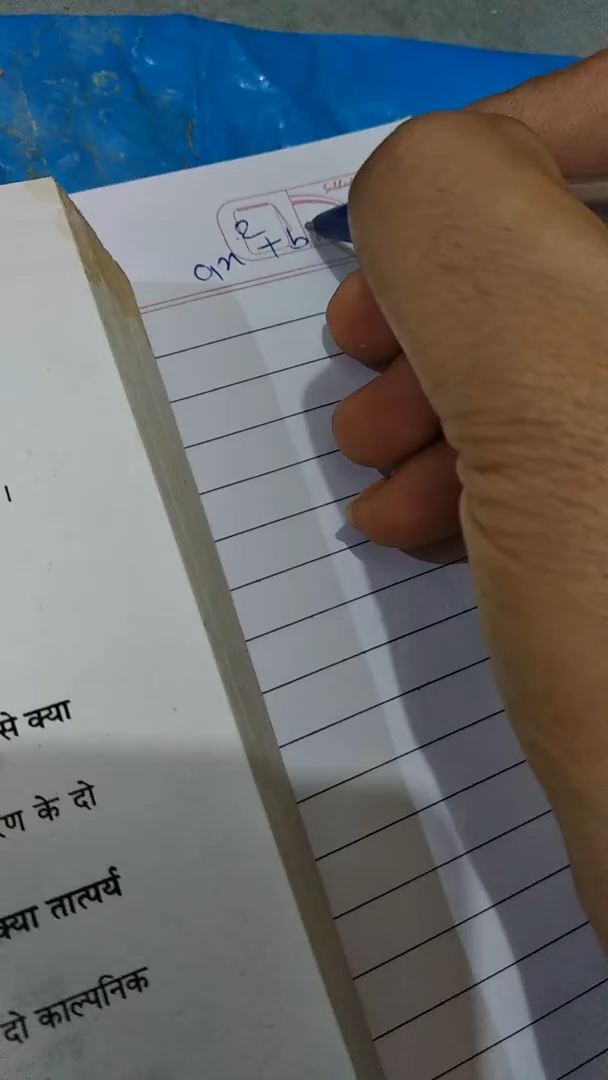 ax²+b
।
से क्या
के दो
क्या तात्पर्य
दो काल्पनिक